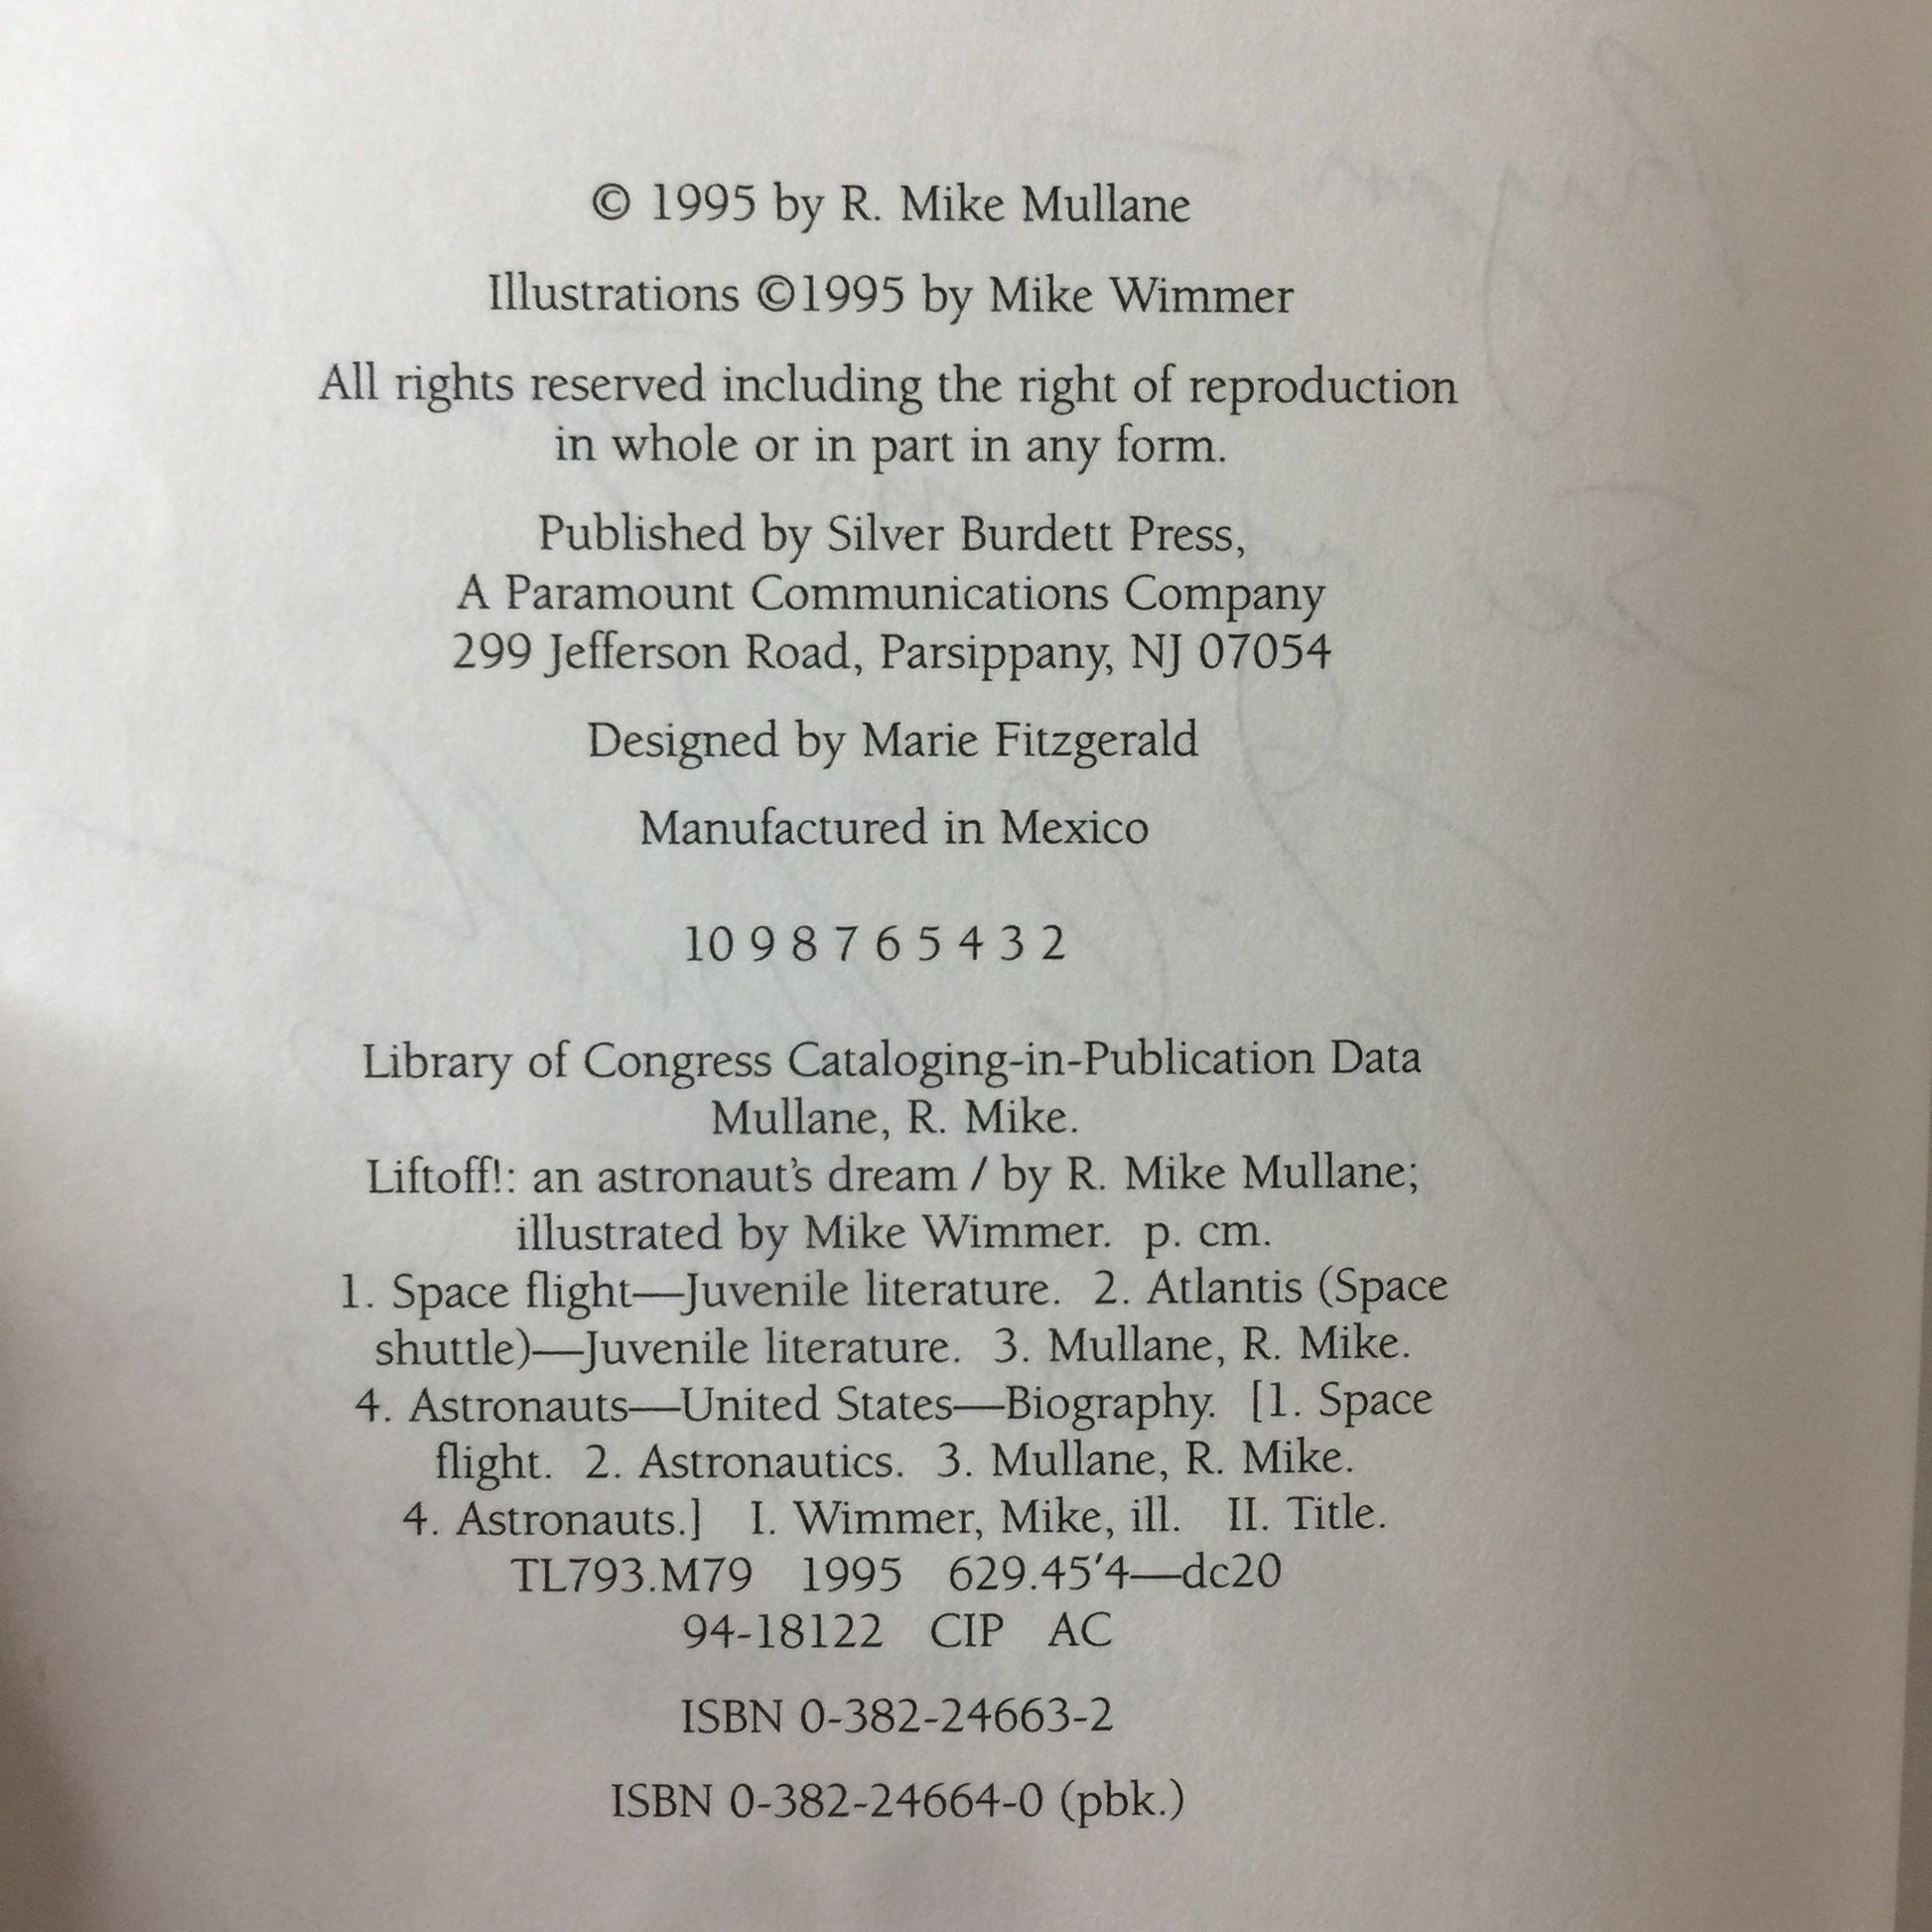 © 1995 by R. Mike Mullane
Illustrations ©1995 by Mike Wimmer
All rights reserved including the right of reproduction
in whole or in part in any form.
Published by Silver Burdett Press,
A Paramount Communications Company
299 Jefferson Road, Parsippany, NJ 07054
Designed by Marie Fitzgerald
Manufactured in Mexico
10 9 8 7 6 5 4 3 2
Library of Congress Cataloging-in-Publication Data
Mullane, R. Mike.
Liftoff!: an astronaut's dream / by R. Mike Mullane;
illustrated by Mike Wimmer.  p. cm.
1. Space flight—Juvenile literature.  2. Atlantis (Space
shuttle)—Juvenile literature.  3. Mullane, R. Mike.
4. Astronauts—United States—Biography.  [1. Space
flight.  2. Astronautics.  3. Mullane, R. Mike.
4. Astronauts.]   I. Wimmer, Mike, ill.   II. Title.
TL793.M79   1995   629.45′4—dc20
94-18122   CIP   AC
ISBN 0-382-24663-2
ISBN 0-382-24664-0 (pbk.)